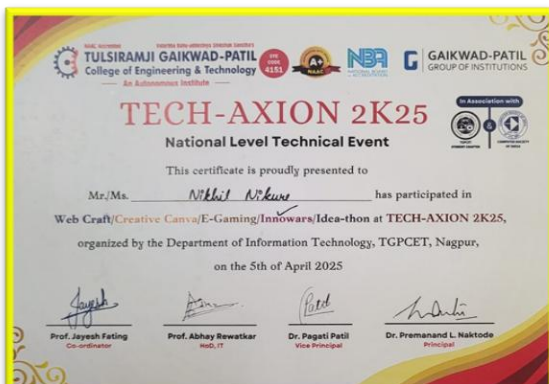 TULSIRAMJI GAIKWAD-PATIL
College of Engineering & Technology
An Autonomous Institute
4151
A+
NAAC
NBA
G GAIKWAD-PATIL
GROUP OF INSTITUTIONS
In Association with
&
TECH-AXION 2K25
National Level Technical Event
This certificate is proudly presented to
Mr./Ms. Nikhil Nikure has participated in
Web Craft/Creative Canva/E-Gaming/Innowars/Idea-thon at TECH-AXION 2K25,
organized by the Department of Information Technology, TGPCET, Nagpur,
on the 5th of April 2025
Prof. Jayesh Fating Prof. Abhay Rewatkar Dr. Pagati Patil Dr. Premanand L. Naktode
Co-ordinator HoD, IT Vice Principal Principal